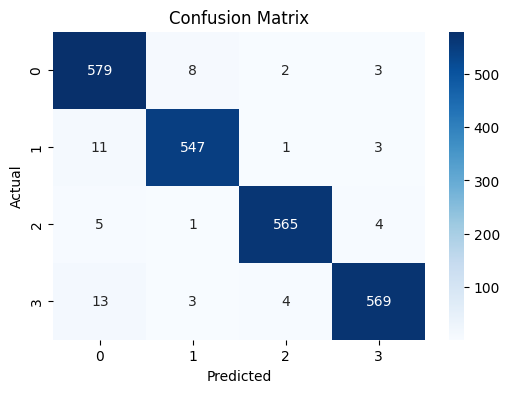 Confusion Matrix
Actual
0 579 8 2 3
1 11 547 1 3
2 5 1 565 4
3 13 3 4 569
0 1 2 3
Predicted
500
400
300
200
100